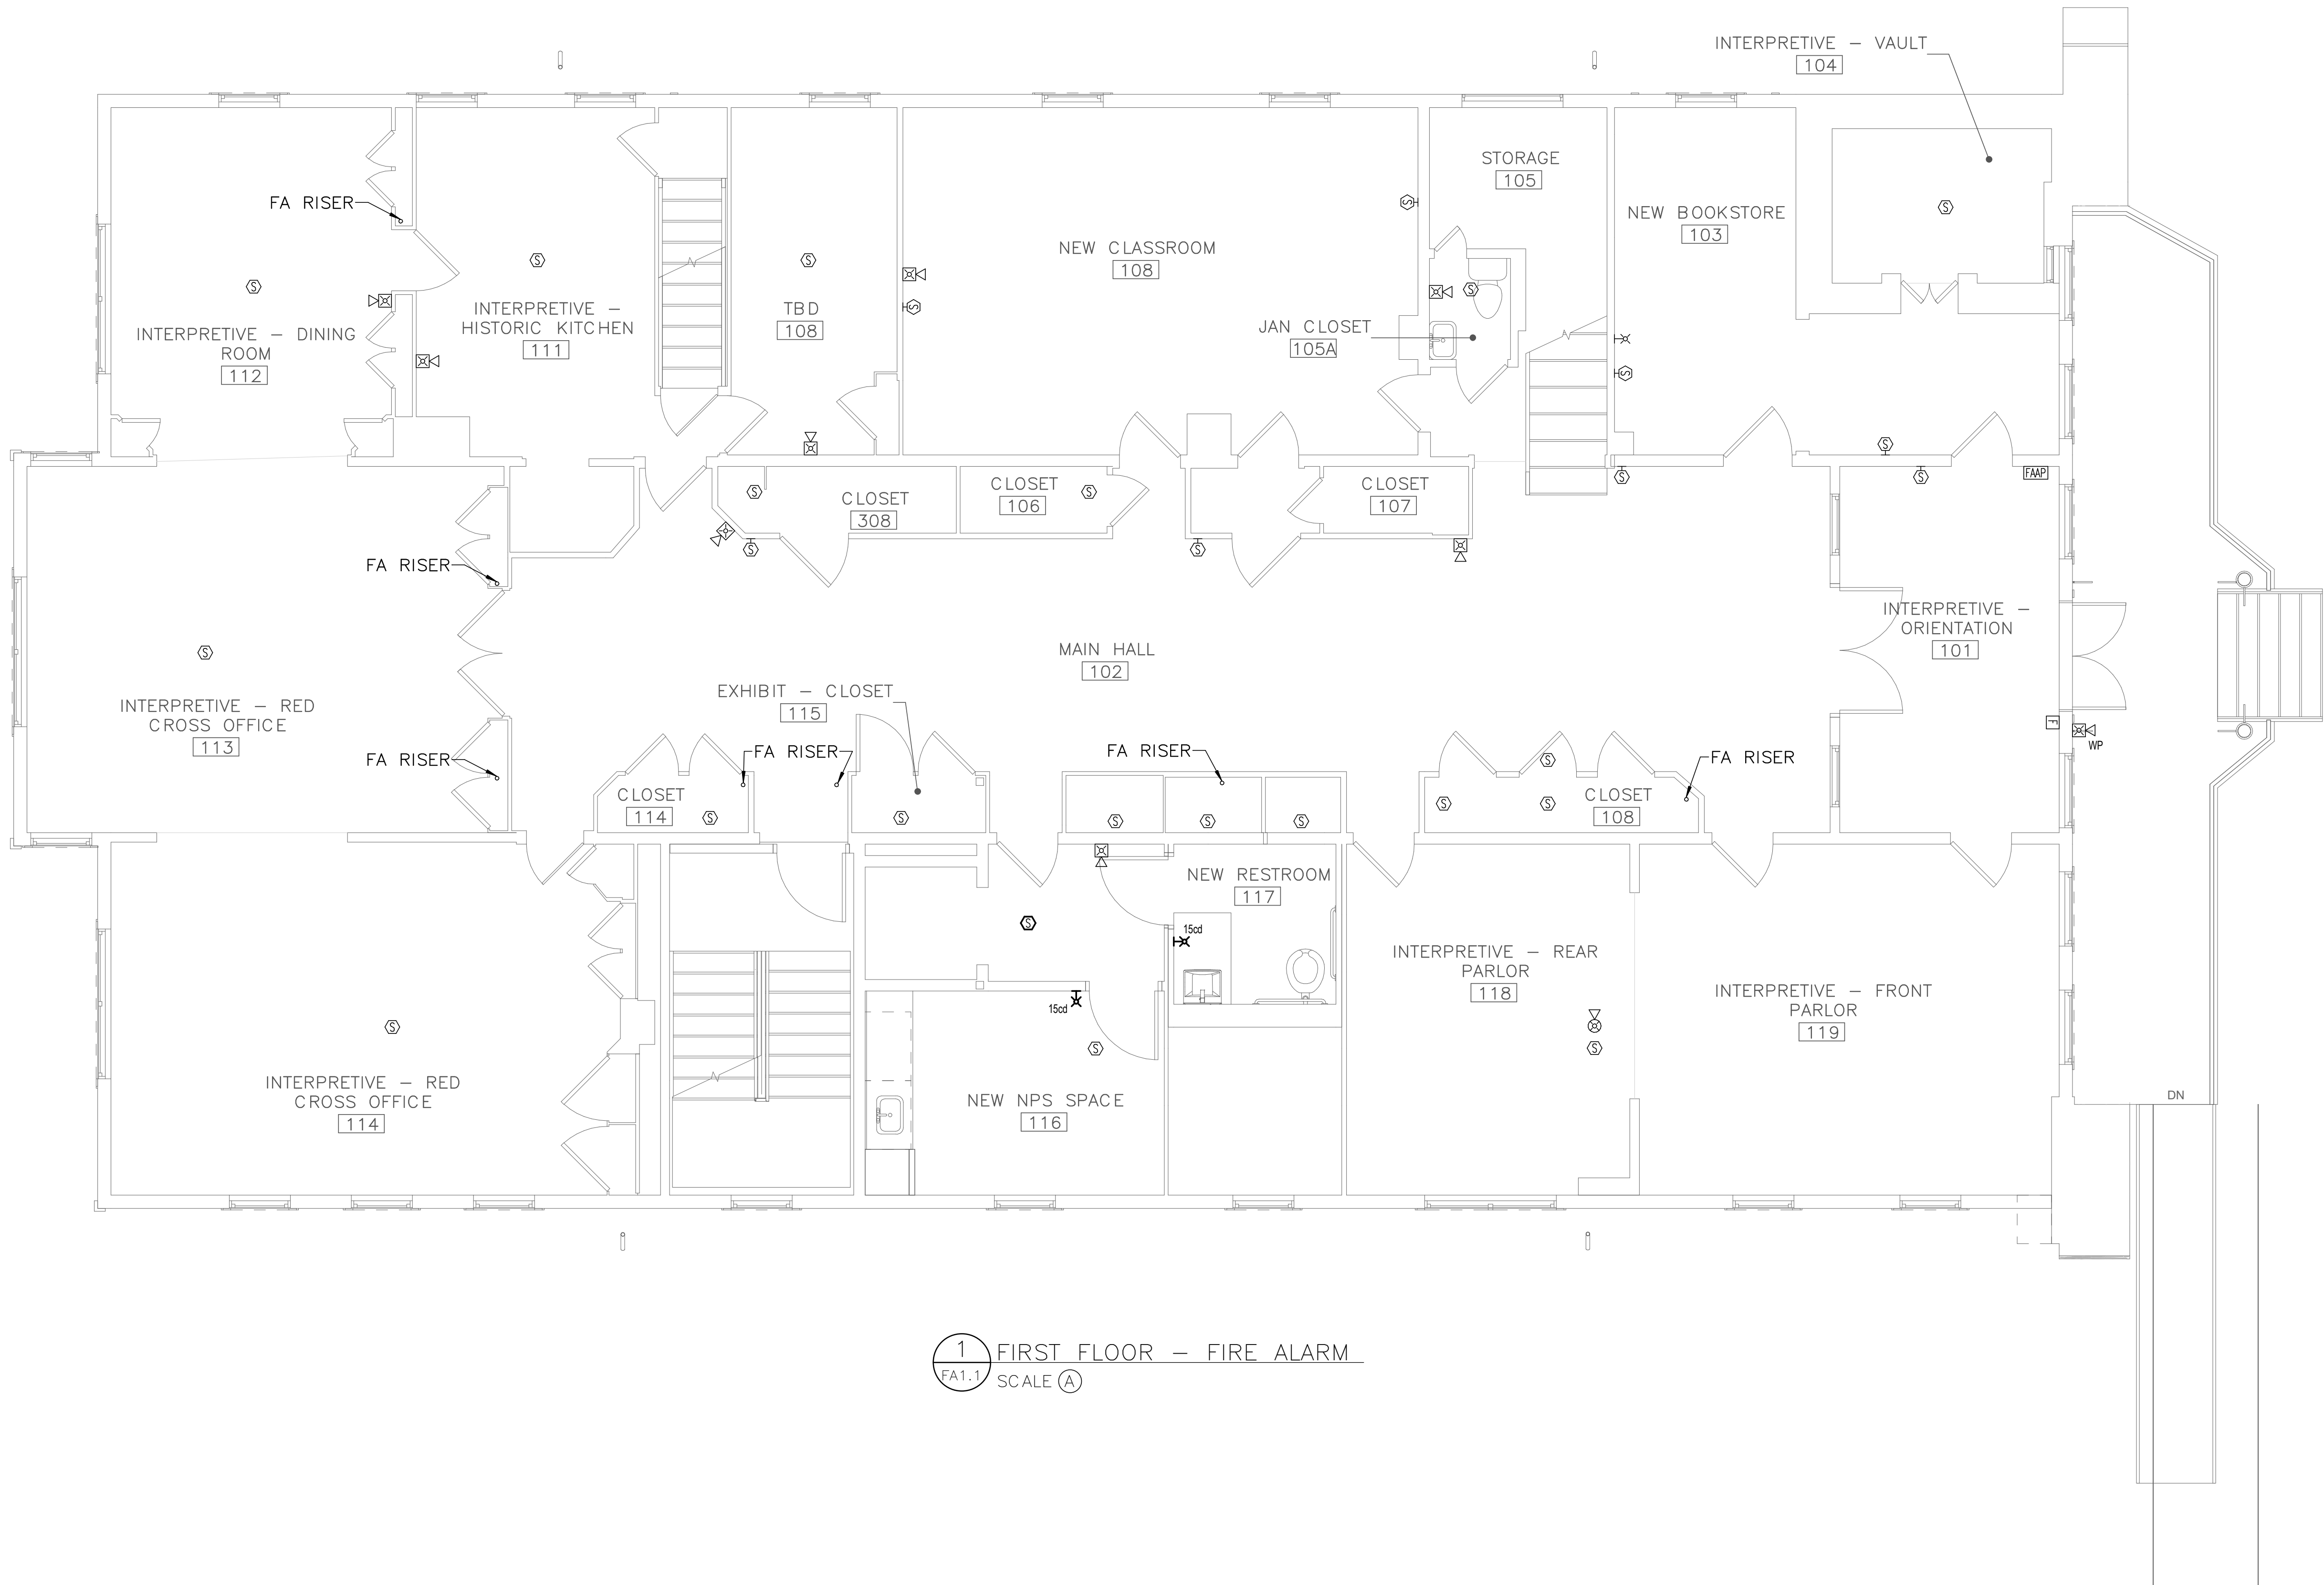 INTERPRETIVE – VAULT
104
STORAGE
105
FA RISER
NEW BOOKSTORE
103
S
S
S
NEW CLASSROOM
108
S
S
S
S
S
INTERPRETIVE –
HISTORIC KITCHEN
111
TBD
108
INTERPRETIVE – DINING
ROOM
112
JAN CLOSET
105A
S
S
S
S
FAAP
CLOSET
106
CLOSET
107
CLOSET
308
S
S
S
S
FA RISER
INTERPRETIVE –
ORIENTATION
101
S
MAIN HALL
102
EXHIBIT – CLOSET
115
INTERPRETIVE – RED
CROSS OFFICE
113
F
WP
FA RISER
FA RISER
FA RISER
FA RISER
S
CLOSET
114
CLOSET
108
S
S
S
S
S
S
S
NEW RESTROOM
117
S
15cd
INTERPRETIVE – REAR
PARLOR
118
INTERPRETIVE – FRONT
PARLOR
119
15cd
S
S
S
INTERPRETIVE – RED
CROSS OFFICE
114
NEW NPS SPACE
116
DN
1
FA1.1
FIRST FLOOR – FIRE ALARM
SCALE A